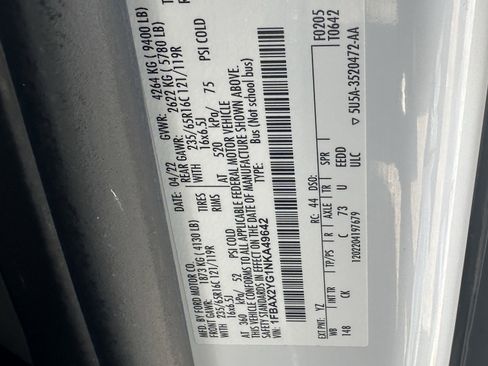 MFD. BY FORD MOTOR CO.
DATE: 04/22 GVWR: 4264 KG ( 9400 LB)
FRONT GAWR: 1873 KG ( 4130 LB) REAR GAWR: 2622 KG ( 5780 LB)
235/65R16C 121/119R TIRES 235/65R16C 121/119R
16x6.5J RIMS 16x6.5J
AT 360 kPa/ 52 PSI COLD AT 520 kPa/ 75 PSI COLD
THIS VEHICLE CONFORMS TO ALL APPLICABLE FEDERAL MOTOR VEHICLE
SAFETY STANDARDS IN EFFECT ON THE DATE OF MANUFACTURE SHOWN ABOVE.
VIN: 1FBAX2YG1NKA49642 TYPE: Bus (Not school bus)
F0205
T0642
EXT PNT: YZ RC: 44 DSO:
WB INT TR TP/PS R AXLE TR SPR
148 CK C 73 U EEDD
1202204197679 ULC
▽ 5U5A-3520472-AA